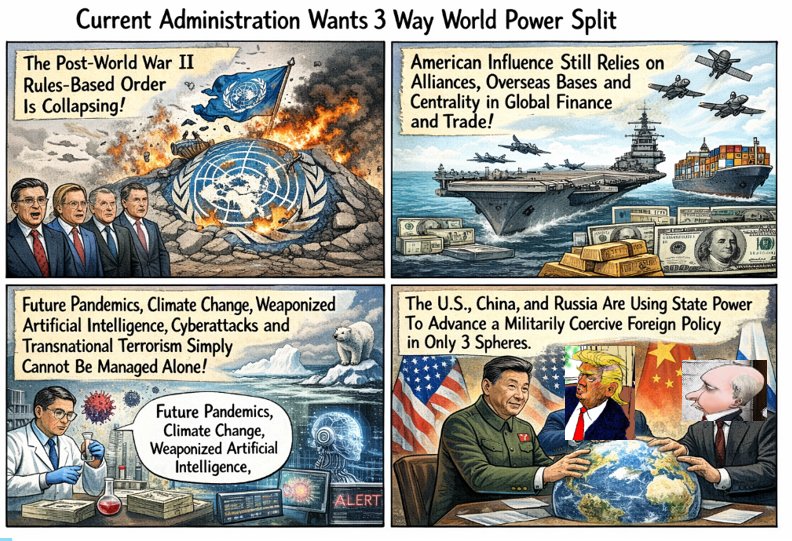 Current Administration Wants 3 Way World Power Split
The Post-World War II
Rules-Based Order
Is Collapsing!
American Influence Still Relies on
Alliances, Overseas Bases and
Centrality in Global Finance
and Trade!
Future Pandemics, Climate Change, Weaponized
Artificial Intelligence, Cyberattacks and
Transnational Terrorism Simply
Cannot Be Managed Alone!
Future Pandemics,
Climate Change,
Weaponized Artificial
Intelligence,
ALERT
The U.S., China, and Russia Are Using State Power
To Advance a Militarily Coercive Foreign Policy
in Only 3 Spheres.